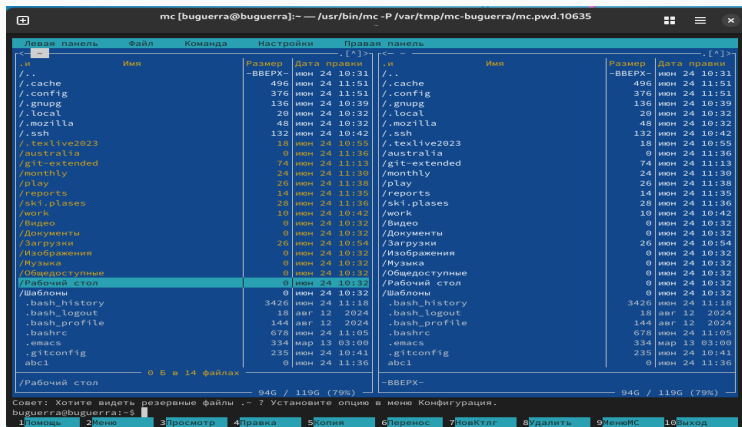 mc [buguerra@buguerra]:~ — /usr/bin/mc -P /var/tmp/mc-buguerra/mc.pwd.10635
Левая панель Файл Команда Настройки Правая панель
<- ~ .[^]> <- ~ .[^]>
.и Имя Размер Дата правки .и Имя Размер Дата правки
/.. -ВВЕРХ- июн 24 10:31 /.. -ВВЕРХ- июн 24 10:31
/.cache 496 июн 24 11:51 /.cache 496 июн 24 11:51
/.config 376 июн 24 11:51 /.config 376 июн 24 11:51
/.gnupg 136 июн 24 10:39 /.gnupg 136 июн 24 10:39
/.local 20 июн 24 10:32 /.local 20 июн 24 10:32
/.mozilla 48 июн 24 10:32 /.mozilla 48 июн 24 10:32
/.ssh 132 июн 24 10:42 /.ssh 132 июн 24 10:42
/.texlive2023 18 июн 24 10:55 /.texlive2023 18 июн 24 10:55
/australia 0 июн 24 11:36 /australia 0 июн 24 11:36
/git-extended 74 июн 24 11:13 /git-extended 74 июн 24 11:13
/monthly 24 июн 24 11:30 /monthly 24 июн 24 11:30
/play 26 июн 24 11:38 /play 26 июн 24 11:38
/reports 14 июн 24 11:35 /reports 14 июн 24 11:35
/ski.plases 28 июн 24 11:36 /ski.plases 28 июн 24 11:36
/work 10 июн 24 10:42 /work 10 июн 24 10:42
/Видео 0 июн 24 10:32 /Видео 0 июн 24 10:32
/Документы 0 июн 24 10:32 /Документы 0 июн 24 10:32
/Загрузки 26 июн 24 10:54 /Загрузки 26 июн 24 10:54
/Изображения 0 июн 24 10:32 /Изображения 0 июн 24 10:32
/Музыка 0 июн 24 10:32 /Музыка 0 июн 24 10:32
/Общедоступные 0 июн 24 10:32 /Общедоступные 0 июн 24 10:32
/Рабочий стол 0 июн 24 10:32 /Рабочий стол 0 июн 24 10:32
/Шаблоны 0 июн 24 10:32 /Шаблоны 0 июн 24 10:32
.bash_history 3426 июн 24 11:18 .bash_history 3426 июн 24 11:18
.bash_logout 18 авг 12 2024 .bash_logout 18 авг 12 2024
.bash_profile 144 авг 12 2024 .bash_profile 144 авг 12 2024
.bashrc 678 июн 24 11:05 .bashrc 678 июн 24 11:05
.emacs 334 мар 13 03:00 .emacs 334 мар 13 03:00
.gitconfig 235 июн 24 10:41 .gitconfig 235 июн 24 10:41
abc1 0 июн 24 11:36 abc1 0 июн 24 11:36
0 Б в 14 файлах
/Рабочий стол -ВВЕРХ-
94G / 119G (79%) 94G / 119G (79%)
Совет: Хотите видеть резервные файлы .~ ? Установите опцию в меню Конфигурация.
buguerra@buguerra:~$
1Помощь 2Меню 3Просмотр 4Правка 5Копия 6Перенос 7НовКтлг 8Удалить 9МенюMC 10Выход